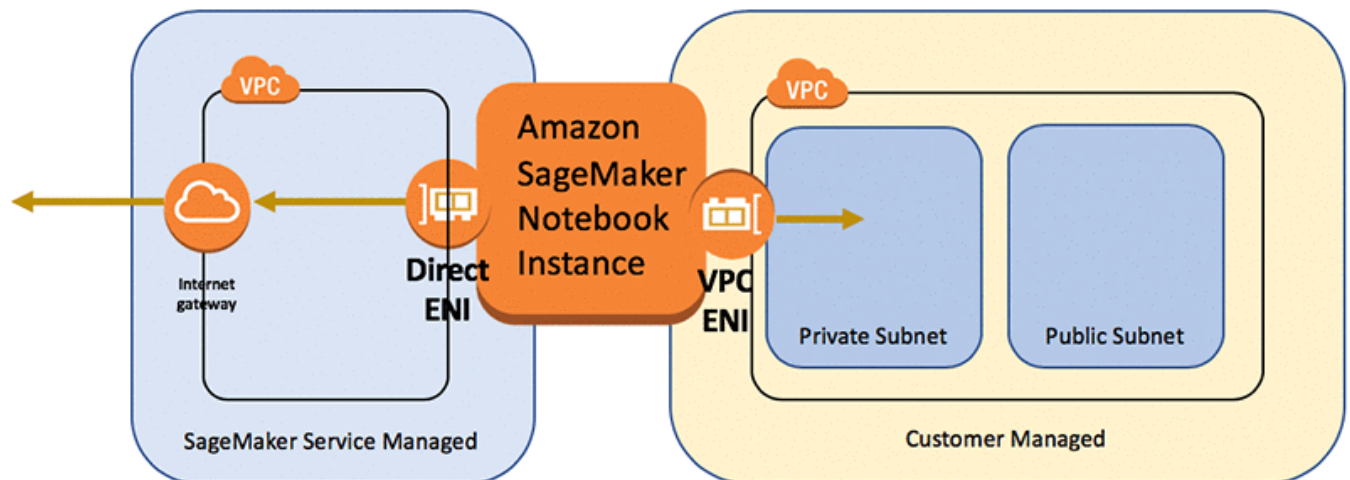 VPC
Internet
gateway
Direct
ENI
SageMaker Service Managed
Amazon
SageMaker
Notebook
Instance
VPC
ENI
VPC
Private Subnet
Public Subnet
Customer Managed